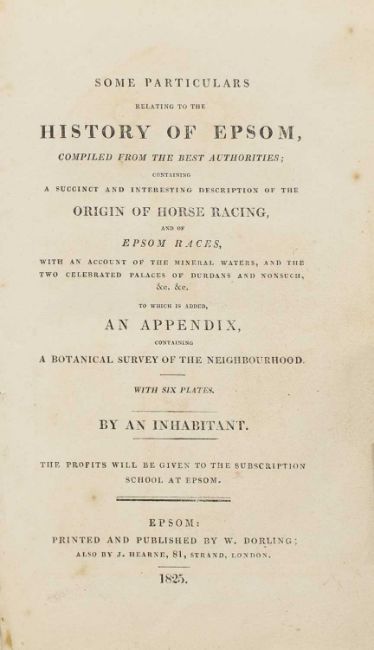 SOME PARTICULARS
RELATING TO THE
HISTORY OF EPSOM,
COMPILED FROM THE BEST AUTHORITIES;
CONTAINING
A SUCCINCT AND INTERESTING DESCRIPTION OF THE
ORIGIN OF HORSE RACING,
AND OF
EPSOM RACES,
WITH AN ACCOUNT OF THE MINERAL WATERS, AND THE
TWO CELEBRATED PALACES OF DURDANS AND NONSUCH,
&c. &c.
TO WHICH IS ADDED,
AN APPENDIX,
CONTAINING
A BOTANICAL SURVEY OF THE NEIGHBOURHOOD.
WITH SIX PLATES.
BY AN INHABITANT.
THE PROFITS WILL BE GIVEN TO THE SUBSCRIPTION
SCHOOL AT EPSOM.
EPSOM:
PRINTED AND PUBLISHED BY W. DORLING;
ALSO BY J. HEARNE, 81, STRAND, LONDON.
1825.